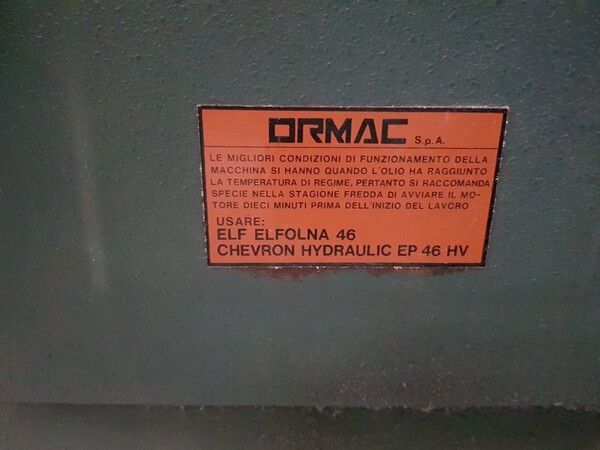 ORMAC S.p.A.
LE MIGLIORI CONDIZIONI DI FUNZIONAMENTO DELLA
MACCHINA SI HANNO QUANDO L'OLIO HA RAGGIUNTO
LA TEMPERATURA DI REGIME, PERTANTO SI RACCOMANDA
SPECIE NELLA STAGIONE FREDDA DI AVVIARE IL MO-
TORE DIECI MINUTI PRIMA DELL'INIZIO DEL LAVORO
USARE:
ELF ELFOLNA 46
CHEVRON HYDRAULIC EP 46 HV